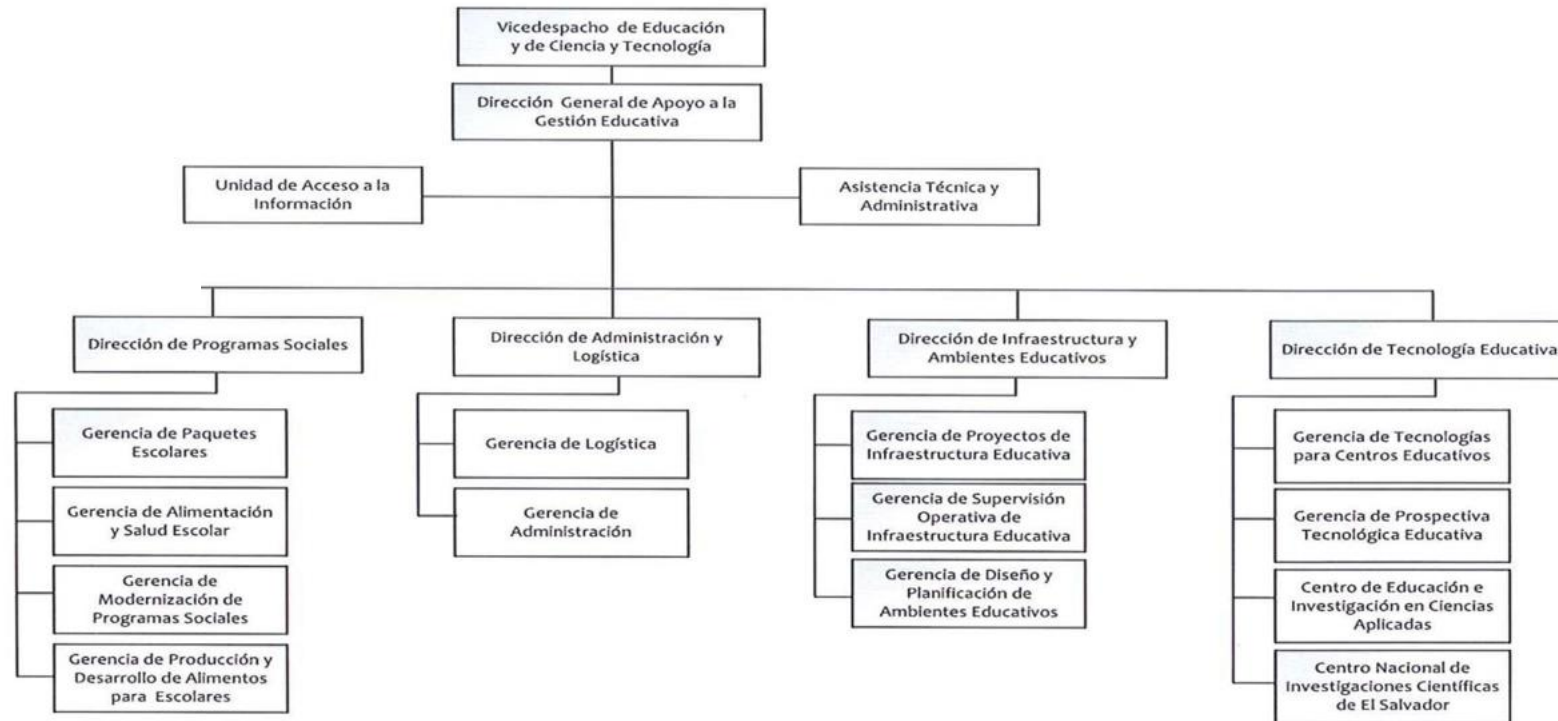 Vicedespacho de Educación
y de Ciencia y Tecnología
Dirección General de Apoyo a la
Gestión Educativa
Unidad de Acceso a la
Información
Asistencia Técnica y
Administrativa
Dirección de Programas Sociales
Dirección de Administración y
Logística
Dirección de Infraestructura y
Ambientes Educativos
Dirección de Tecnología Educativa
Gerencia de Paquetes
Escolares
Gerencia de Alimentación
y Salud Escolar
Gerencia de
Modernización de
Programas Sociales
Gerencia de Producción y
Desarrollo de Alimentos
para Escolares
Gerencia de Logística
Gerencia de
Administración
Gerencia de Proyectos de
Infraestructura Educativa
Gerencia de Supervisión
Operativa de
Infraestructura Educativa
Gerencia de Diseño y
Planificación de
Ambientes Educativos
Gerencia de Tecnologías
para Centros Educativos
Gerencia de Prospectiva
Tecnológica Educativa
Centro de Educación e
Investigación en Ciencias
Aplicadas
Centro Nacional de
Investigaciones Científicas
de El Salvador